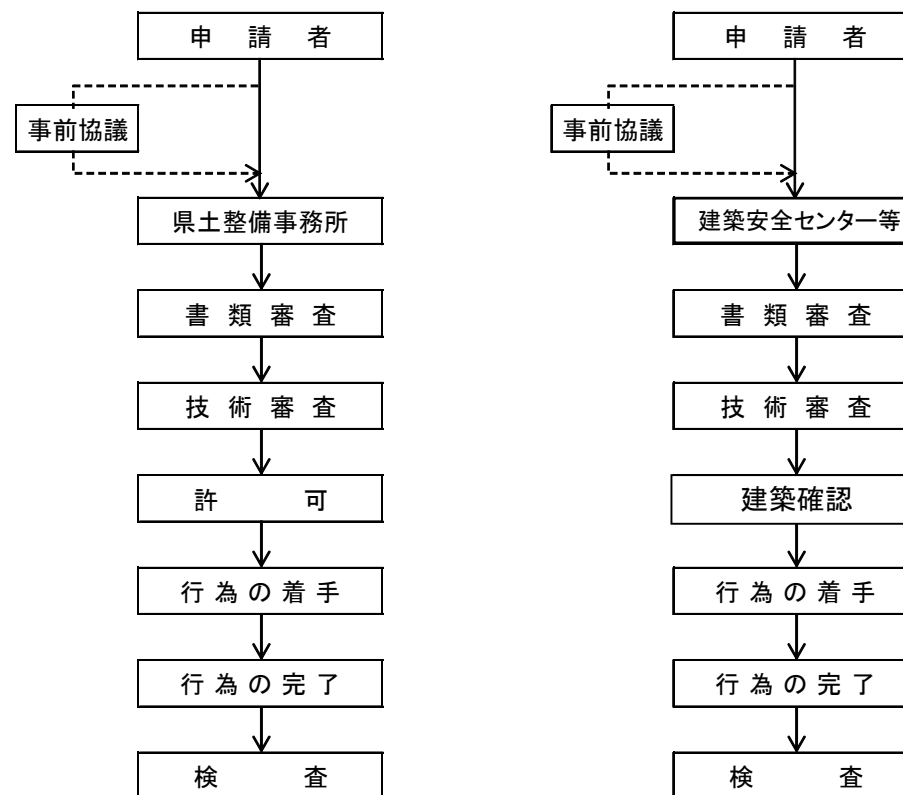 申請者
事前協議
県土整備事務所
書類審査
技術審査
許可
行為の着手
行為の完了
検査
申請者
事前協議
建築安全センター等
書類審査
技術審査
建築確認
行為の着手
行為の完了
検査